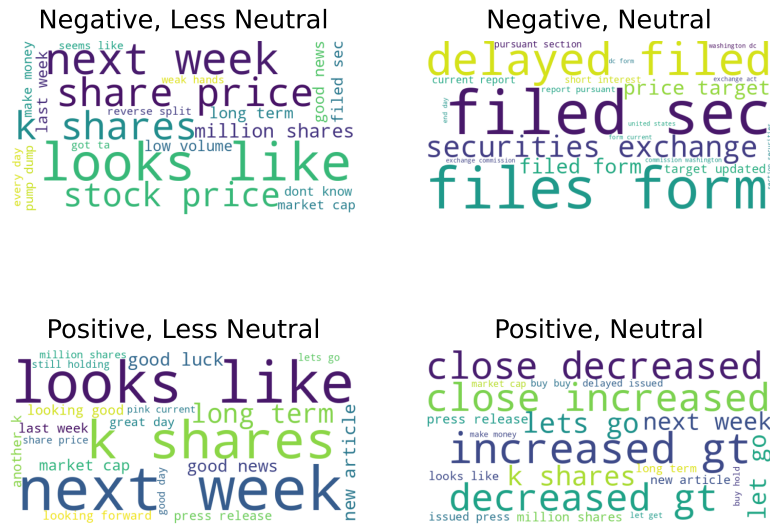 Negative, Less Neutral
seems like
next week
make money
last week
weak hands
good news
filed sec
share price
reverse split
long term
k shares
million shares
got ta
low volume
every day
pump dump
looks like
stock price
dont know
market cap
Negative, Neutral
pursuant section
washington dc
delayed filed
dc form
current report
short interest
exchange act
report pursuant
price target
end day
filed sec
united states
form current
securities exchange
exchange commission
filed form
commission washington
target updated
files form
Positive, Less Neutral
million shares
still holding
good luck
lets go
looks like
looking good
pink current
long term
last week
great day
share price
k shares
another k
market cap
good news
new article
next week
good day
looking forward
press release
Positive, Neutral
close decreased
market cap
buy buy
delayed issued
close increased
press release
lets go
next week
make money
increased gt
let go
looks like
k shares
long term
new article
buy hold
decreased gt
issued press
million shares
let get